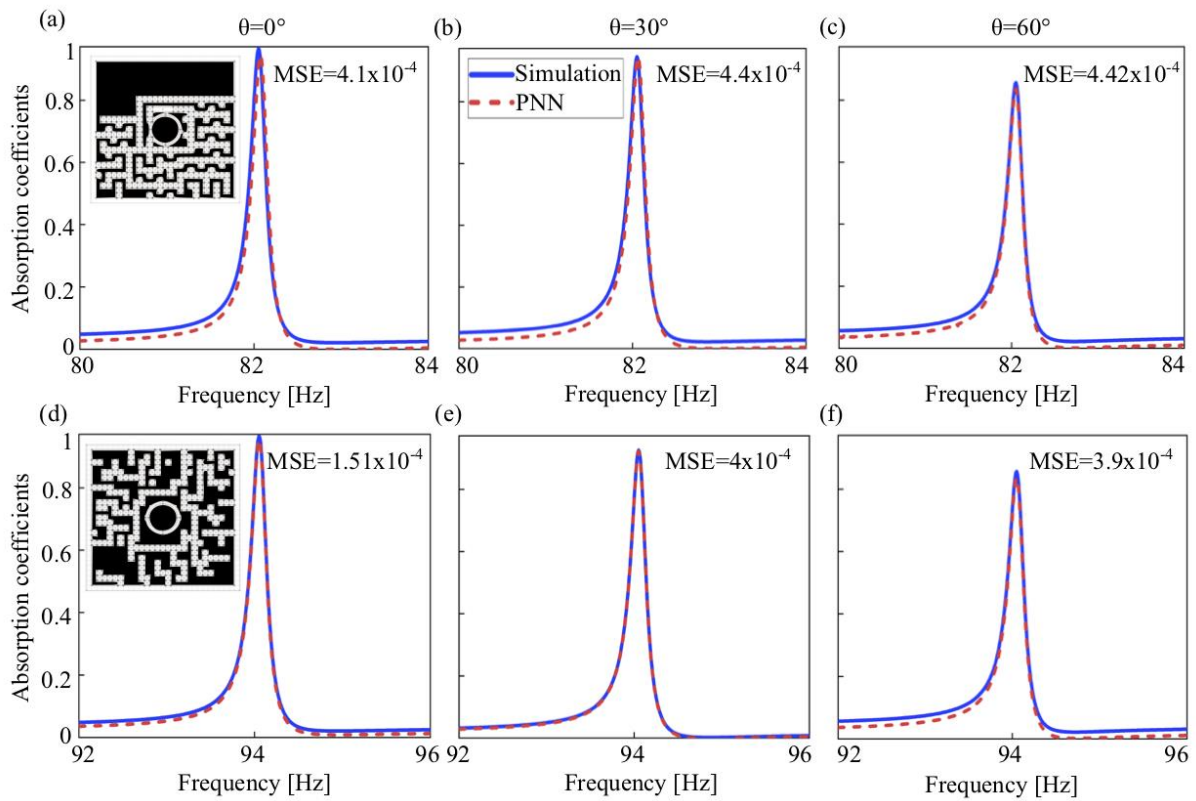 (a) θ=0° (b) θ=30° (c) θ=60°
MSE=4.1x10-4
Simulation
PNN
MSE=4.4x10-4
MSE=4.42x10-4
Absorption coefficients
1
0.8
0.6
0.4
0.2
0
80 82 84 80 82 84 80 82 84
Frequency [Hz] Frequency [Hz] Frequency [Hz]
(d) (e) (f)
MSE=1.51x10-4
MSE=4x10-4
MSE=3.9x10-4
Absorption coefficients
1
0.8
0.6
0.4
0.2
0
92 94 96 92 94 96 92 94 96
Frequency [Hz] Frequency [Hz] Frequency [Hz]